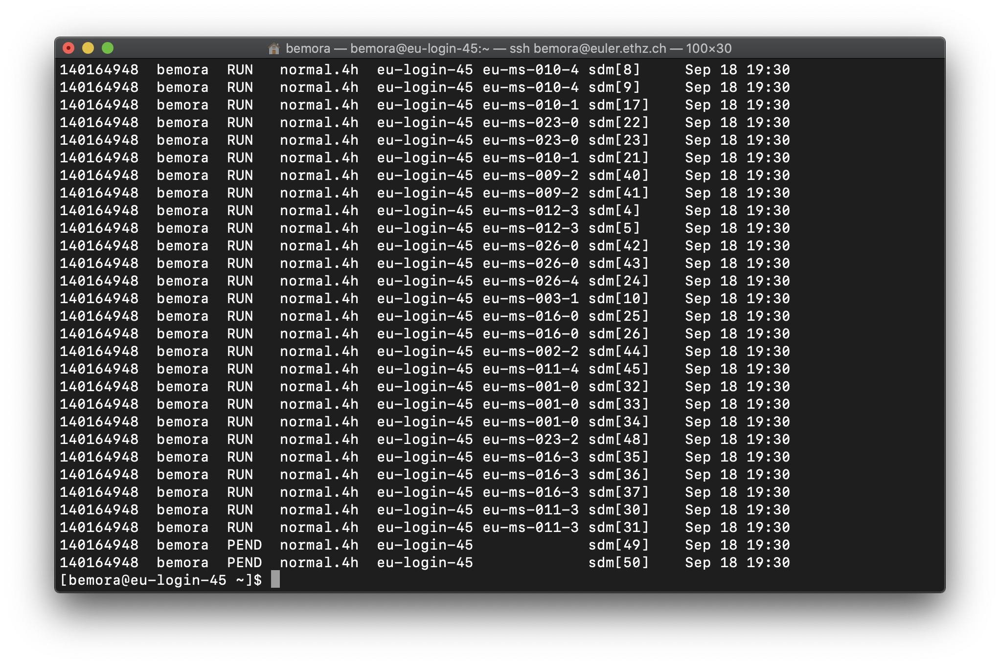 bemora — bemora@eu-login-45:~ — ssh bemora@euler.ethz.ch — 100×30
140164948  bemora  RUN   normal.4h  eu-login-45 eu-ms-010-4 sdm[8]     Sep 18 19:30
140164948  bemora  RUN   normal.4h  eu-login-45 eu-ms-010-4 sdm[9]     Sep 18 19:30
140164948  bemora  RUN   normal.4h  eu-login-45 eu-ms-010-1 sdm[17]    Sep 18 19:30
140164948  bemora  RUN   normal.4h  eu-login-45 eu-ms-023-0 sdm[22]    Sep 18 19:30
140164948  bemora  RUN   normal.4h  eu-login-45 eu-ms-023-0 sdm[23]    Sep 18 19:30
140164948  bemora  RUN   normal.4h  eu-login-45 eu-ms-010-1 sdm[21]    Sep 18 19:30
140164948  bemora  RUN   normal.4h  eu-login-45 eu-ms-009-2 sdm[40]    Sep 18 19:30
140164948  bemora  RUN   normal.4h  eu-login-45 eu-ms-009-2 sdm[41]    Sep 18 19:30
140164948  bemora  RUN   normal.4h  eu-login-45 eu-ms-012-3 sdm[4]     Sep 18 19:30
140164948  bemora  RUN   normal.4h  eu-login-45 eu-ms-012-3 sdm[5]     Sep 18 19:30
140164948  bemora  RUN   normal.4h  eu-login-45 eu-ms-026-0 sdm[42]    Sep 18 19:30
140164948  bemora  RUN   normal.4h  eu-login-45 eu-ms-026-0 sdm[43]    Sep 18 19:30
140164948  bemora  RUN   normal.4h  eu-login-45 eu-ms-026-4 sdm[24]    Sep 18 19:30
140164948  bemora  RUN   normal.4h  eu-login-45 eu-ms-003-1 sdm[10]    Sep 18 19:30
140164948  bemora  RUN   normal.4h  eu-login-45 eu-ms-016-0 sdm[25]    Sep 18 19:30
140164948  bemora  RUN   normal.4h  eu-login-45 eu-ms-016-0 sdm[26]    Sep 18 19:30
140164948  bemora  RUN   normal.4h  eu-login-45 eu-ms-002-2 sdm[44]    Sep 18 19:30
140164948  bemora  RUN   normal.4h  eu-login-45 eu-ms-011-4 sdm[45]    Sep 18 19:30
140164948  bemora  RUN   normal.4h  eu-login-45 eu-ms-001-0 sdm[32]    Sep 18 19:30
140164948  bemora  RUN   normal.4h  eu-login-45 eu-ms-001-0 sdm[33]    Sep 18 19:30
140164948  bemora  RUN   normal.4h  eu-login-45 eu-ms-001-0 sdm[34]    Sep 18 19:30
140164948  bemora  RUN   normal.4h  eu-login-45 eu-ms-023-2 sdm[48]    Sep 18 19:30
140164948  bemora  RUN   normal.4h  eu-login-45 eu-ms-016-3 sdm[35]    Sep 18 19:30
140164948  bemora  RUN   normal.4h  eu-login-45 eu-ms-016-3 sdm[36]    Sep 18 19:30
140164948  bemora  RUN   normal.4h  eu-login-45 eu-ms-016-3 sdm[37]    Sep 18 19:30
140164948  bemora  RUN   normal.4h  eu-login-45 eu-ms-011-3 sdm[30]    Sep 18 19:30
140164948  bemora  RUN   normal.4h  eu-login-45 eu-ms-011-3 sdm[31]    Sep 18 19:30
140164948  bemora  PEND  normal.4h  eu-login-45             sdm[49]    Sep 18 19:30
140164948  bemora  PEND  normal.4h  eu-login-45             sdm[50]    Sep 18 19:30
[bemora@eu-login-45 ~]$